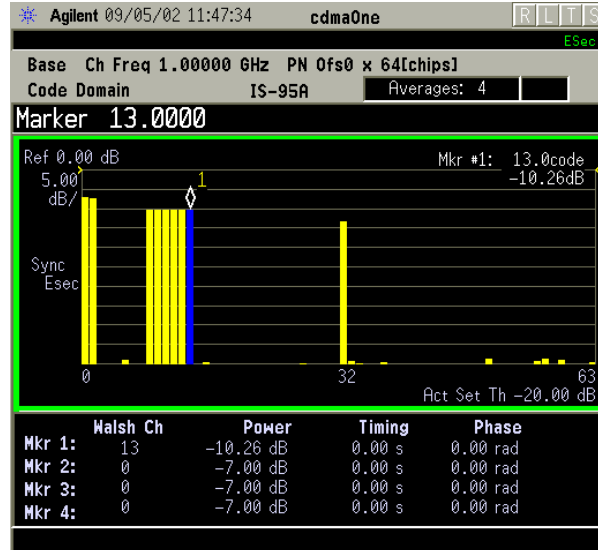 Agilent 09/05/02 11:47:34 cdmaOne R L T S
ESec
Base Ch Freq 1.00000 GHz PN Ofs0 x 64[chips]
Code Domain IS-95A Averages: 4
Marker 13.0000
Ref 0.00 dB Mkr #1: 13.0code
5.00 1 -10.26dB
dB/
Sync
Esec
0 32 63
Act Set Th -20.00 dB
Walsh Ch Power Timing Phase
Mkr 1: 13 -10.26 dB 0.00 s 0.00 rad
Mkr 2: 0 -7.00 dB 0.00 s 0.00 rad
Mkr 3: 0 -7.00 dB 0.00 s 0.00 rad
Mkr 4: 0 -7.00 dB 0.00 s 0.00 rad